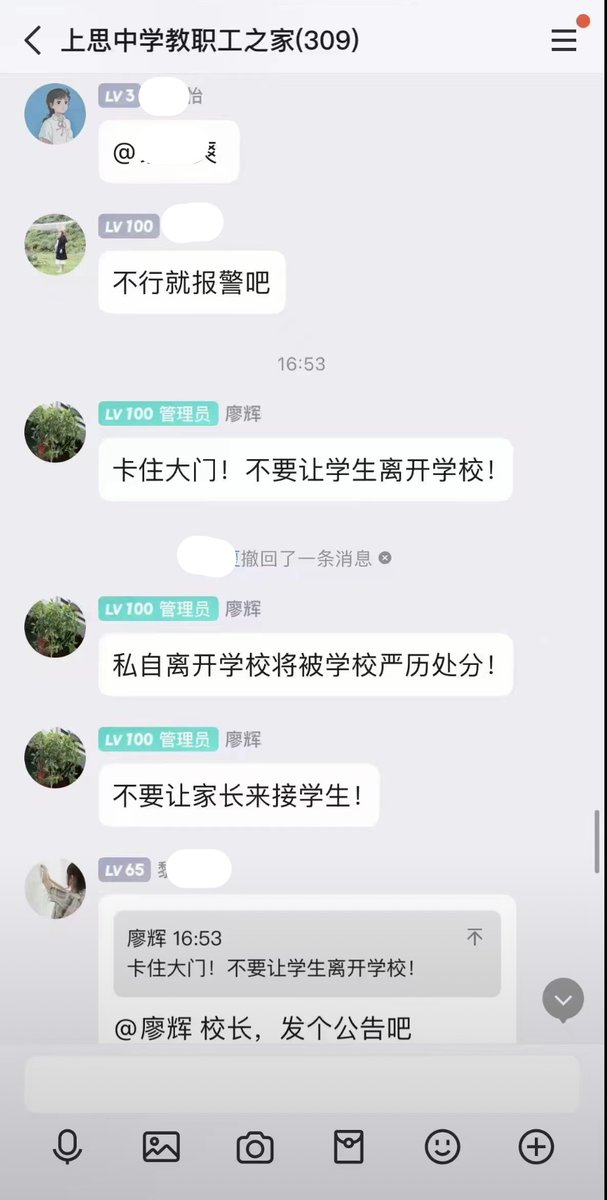 上思中学教职工之家(309)
LV 3 怡
@
LV 100
不行就报警吧
16:53
LV 100 管理员 廖辉
卡住大门！不要让学生离开学校！
撤回了一条消息
LV 100 管理员 廖辉
私自离开学校将被学校严历处分！
LV 100 管理员 廖辉
不要让家长来接学生！
LV 65
廖辉 16:53
卡住大门！不要让学生离开学校！
@廖辉 校长，发个公告吧